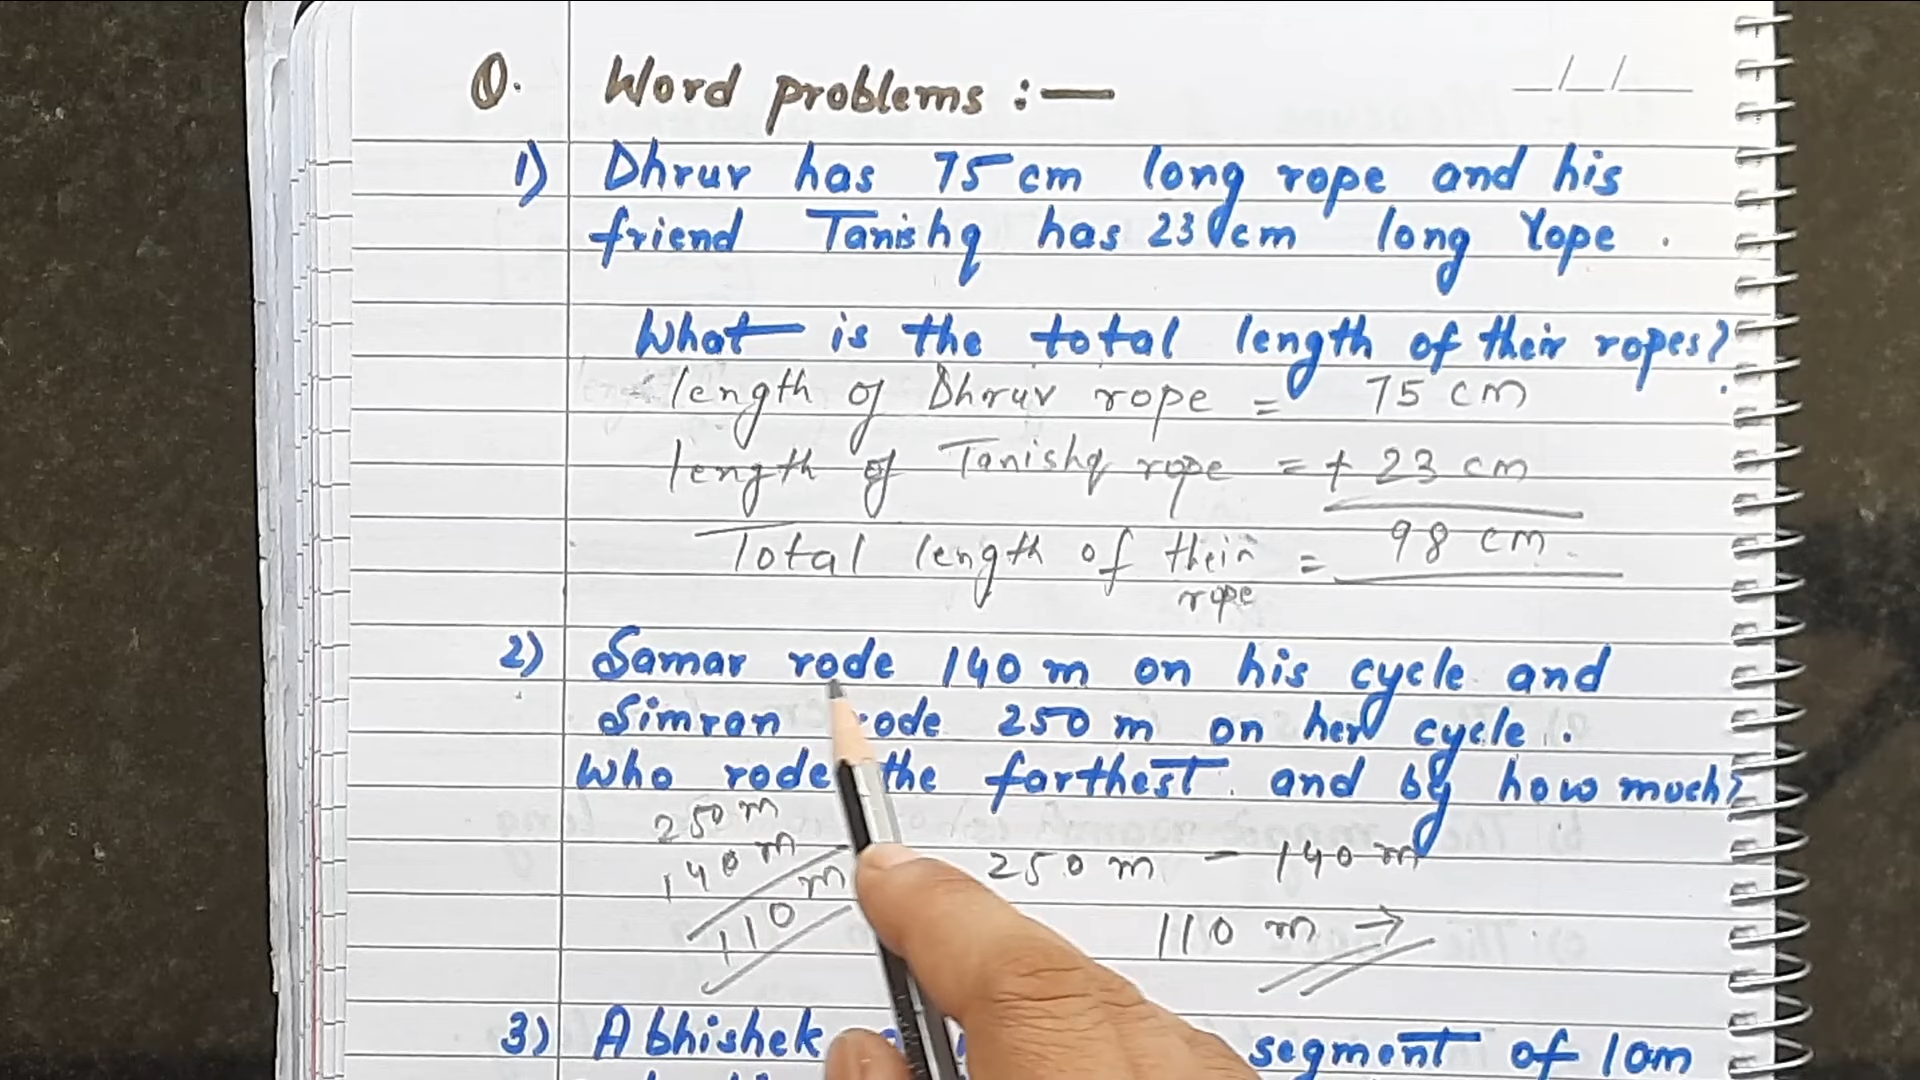 Q. Word problems :—
_/_/_
1) Dhruv has 75 cm long rope and his
friend Tanishq has 23 cm long rope.
What is the total length of their ropes?
length of Dhruv rope = 75 cm
length of Tanishq rope = + 23 cm
Total length of their rope = 98 cm
2) Samar rode 140 m on his cycle and
Simran rode 250 m on her cycle.
Who rode the farthest and by how much?
250 m
140 m
110 m
250 m - 140 m
110 m →
3) Abhishek segment of